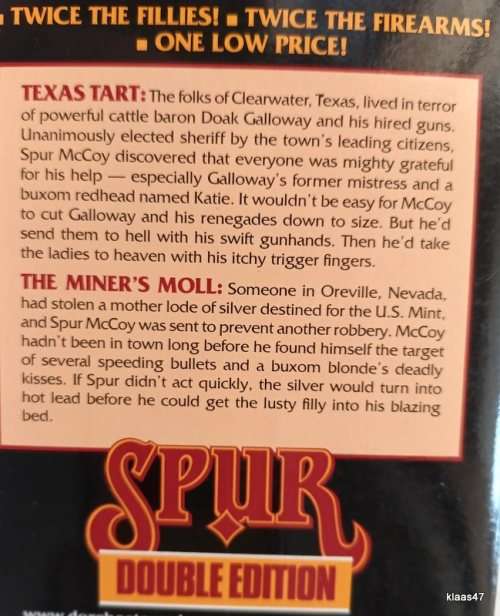 ▪ TWICE THE FILLIES! ▪ TWICE THE FIREARMS!
▪ ONE LOW PRICE!
TEXAS TART: The folks of Clearwater, Texas, lived in terror
of powerful cattle baron Doak Galloway and his hired guns.
Unanimously elected sheriff by the town's leading citizens,
Spur McCoy discovered that everyone was mighty grateful
for his help — especially Galloway's former mistress and a
buxom redhead named Katie. It wouldn't be easy for McCoy
to cut Galloway and his renegades down to size. But he'd
send them to hell with his swift gunhands. Then he'd take
the ladies to heaven with his itchy trigger fingers.
THE MINER'S MOLL: Someone in Oreville, Nevada,
had stolen a mother lode of silver destined for the U.S. Mint,
and Spur McCoy was sent to prevent another robbery. McCoy
hadn't been in town long before he found himself the target
of several speeding bullets and a buxom blonde's deadly
kisses. If Spur didn't act quickly, the silver would turn into
hot lead before he could get the lusty filly into his blazing
bed.
SPUR
DOUBLE EDITION
klaas47